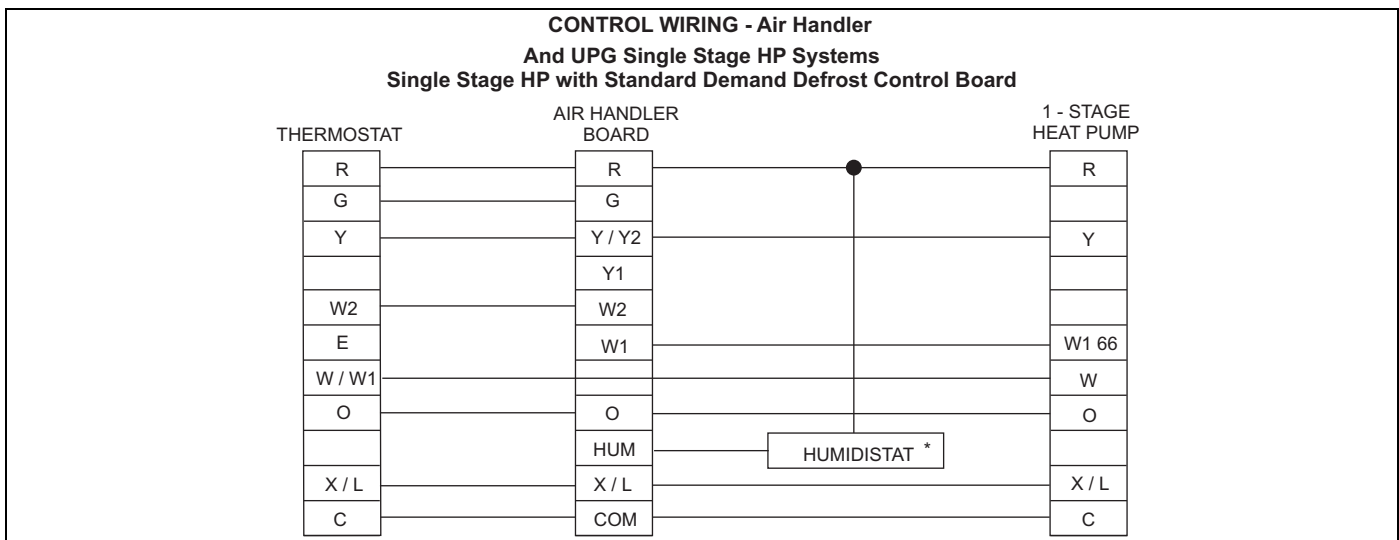 CONTROL WIRING - Air Handler
And UPG Single Stage HP Systems
Single Stage HP with Standard Demand Defrost Control Board
THERMOSTAT
AIR HANDLER
BOARD
1 - STAGE
HEAT PUMP
R R R
G G
Y Y / Y2 Y
Y1
W2 W2
E W1 W1 66
W / W1 W
O O O
HUM HUMIDISTAT *
X / L X / L X / L
C COM C